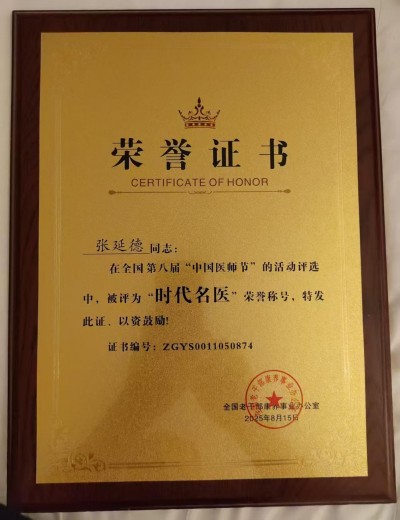 荣誉证书
CERTIFICATE OF HONOR
张延德 同志:
在全国第八届“中国医师节”的活动评选
中,被评为“时代名医”荣誉称号,特发
此证、以资鼓励!
证书编号:ZGYS0011050874
全国老干部康养事业办公室
2025年8月15日